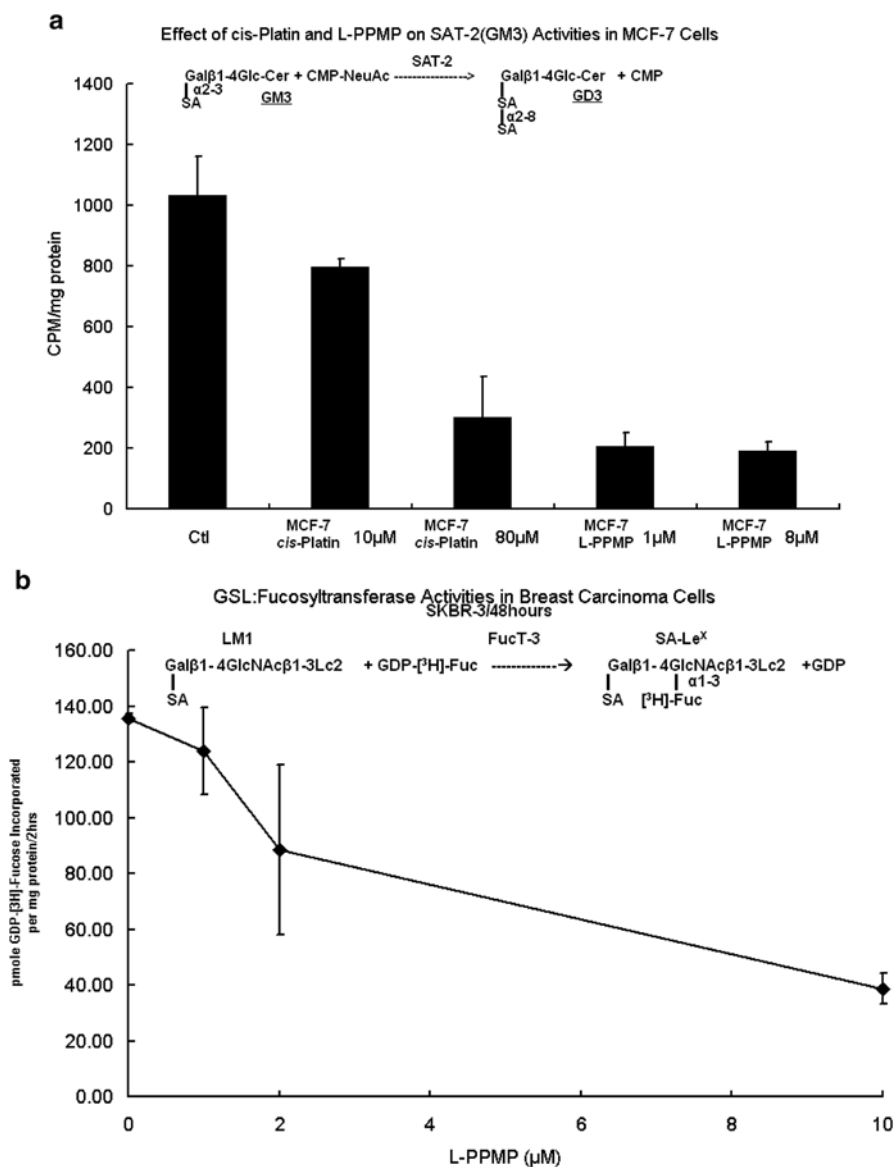 a
Effect of cis-Platin and L-PPMP on SAT-2(GM3) Activities in MCF-7 Cells
SAT-2
Galβ1-4Glc-Cer + CMP-NeuAc ----------------> Galβ1-4Glc-Cer + CMP
α2-3
SA GM3 SA GD3
α2-8
SA
CPM/mg protein
1400
1200
1000
800
600
400
200
0
Ctl
MCF-7
cis-Platin 10µM
MCF-7
cis-Platin 80µM
MCF-7
L-PPMP 1µM
MCF-7
L-PPMP 8µM
b
GSL:Fucosyltransferase Activities in Breast Carcinoma Cells
SKBR-3/48hours
LM1 FucT-3 SA-Leˣ
Galβ1- 4GlcNAcβ1-3Lc2 + GDP-[³H]-Fuc -------------→ Galβ1- 4GlcNAcβ1-3Lc2 +GDP
α1-3
SA SA [³H]-Fuc
pmole GDP-[3H]-Fucose Incorporated
per mg protein/2hrs
160.00
140.00
120.00
100.00
80.00
60.00
40.00
20.00
0.00
0 2 4 6 8 10
L-PPMP (µM)